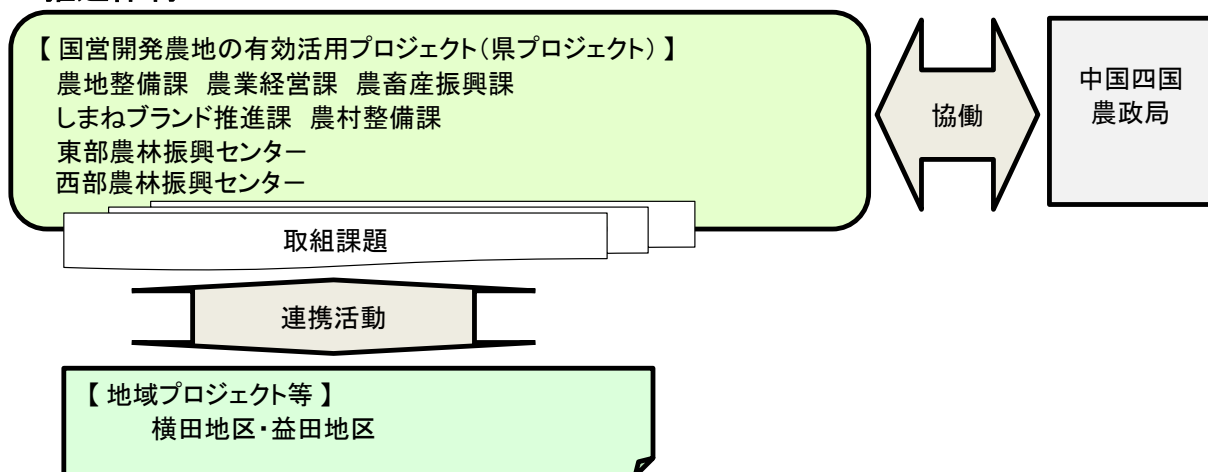 【 国営開発農地の有効活用プロジェクト(県プロジェクト) 】
農地整備課 農業経営課 農畜産振興課
しまねブランド推進課 農村整備課
東部農林振興センター
西部農林振興センター
協働
中国四国
農政局
取組課題
連携活動
【 地域プロジェクト等 】
横田地区・益田地区